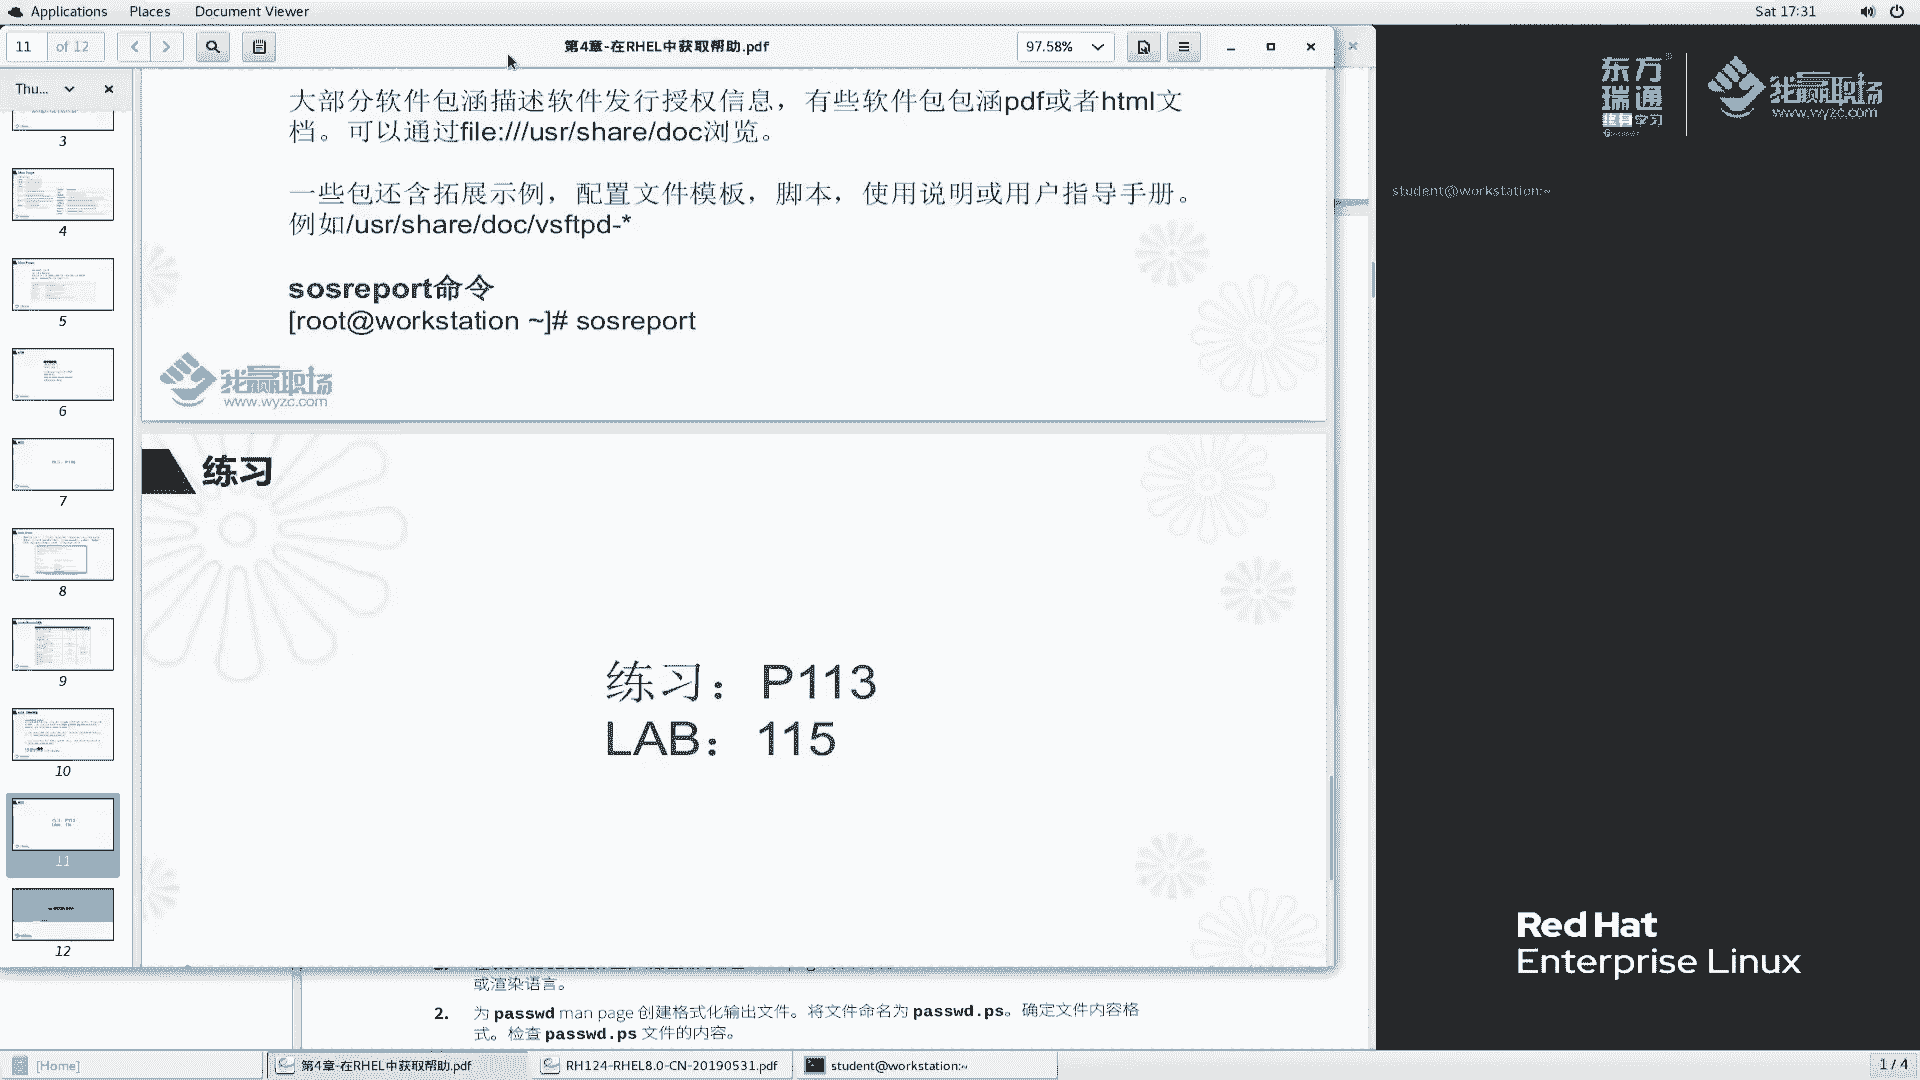 Applications Places Document Viewer Sat 17:31
11 of 12 第4章-在RHEL中获取帮助.pdf 97.58%
Thu...
3
4
5
6
7
8
9
10
11
12
大部分软件包涵描述软件发行授权信息，有些软件包包涵pdf或者html文
档。可以通过file:///usr/share/doc浏览。
一些包还含拓展示例，配置文件模板，脚本，使用说明或用户指导手册。
例如/usr/share/doc/vsftpd-*
sosreport命令
[root@workstation ~]# sosreport
我赢职场
www.wyzc.com
练习
练习：P113
LAB：115
或渲染语言。
2. 为 passwd man page 创建格式化输出文件。将文件命名为 passwd.ps。确定文件内容格
式。检查 passwd.ps 文件的内容。
东方
瑞通
终身学习
我赢职场
www.wyzc.com
student@workstation:~
Red Hat
Enterprise Linux
[Home] 第4章-在RHEL中获取帮助.pdf RH124-RHEL8.0-CN-20190531.pdf student@workstation:~ 1 / 4